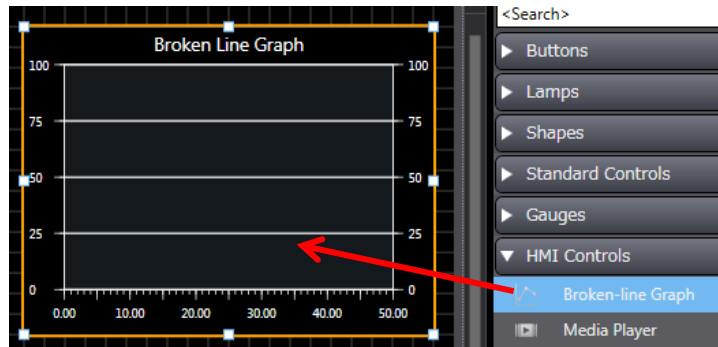 Broken Line Graph
100 100
75 75
50 50
25 25
0 0
0.00 10.00 20.00 30.00 40.00 50.00
<Search>
Buttons
Lamps
Shapes
Standard Controls
Gauges
HMI Controls
Broken-line Graph
Media Player